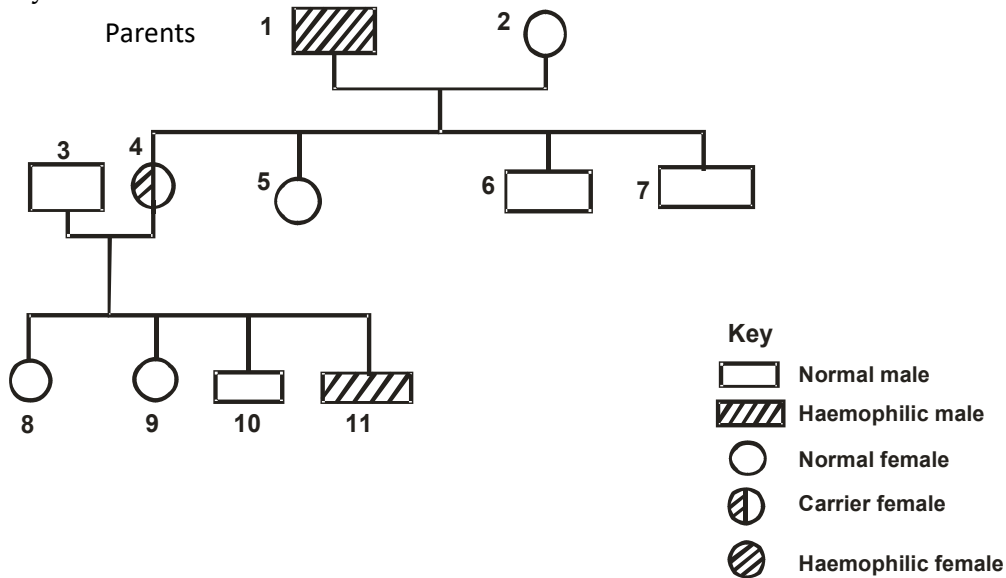 Parents 1 2
3 4 5 6 7
8 9 10 11
Key
Normal male
Haemophilic male
Normal female
Carrier female
Haemophilic female